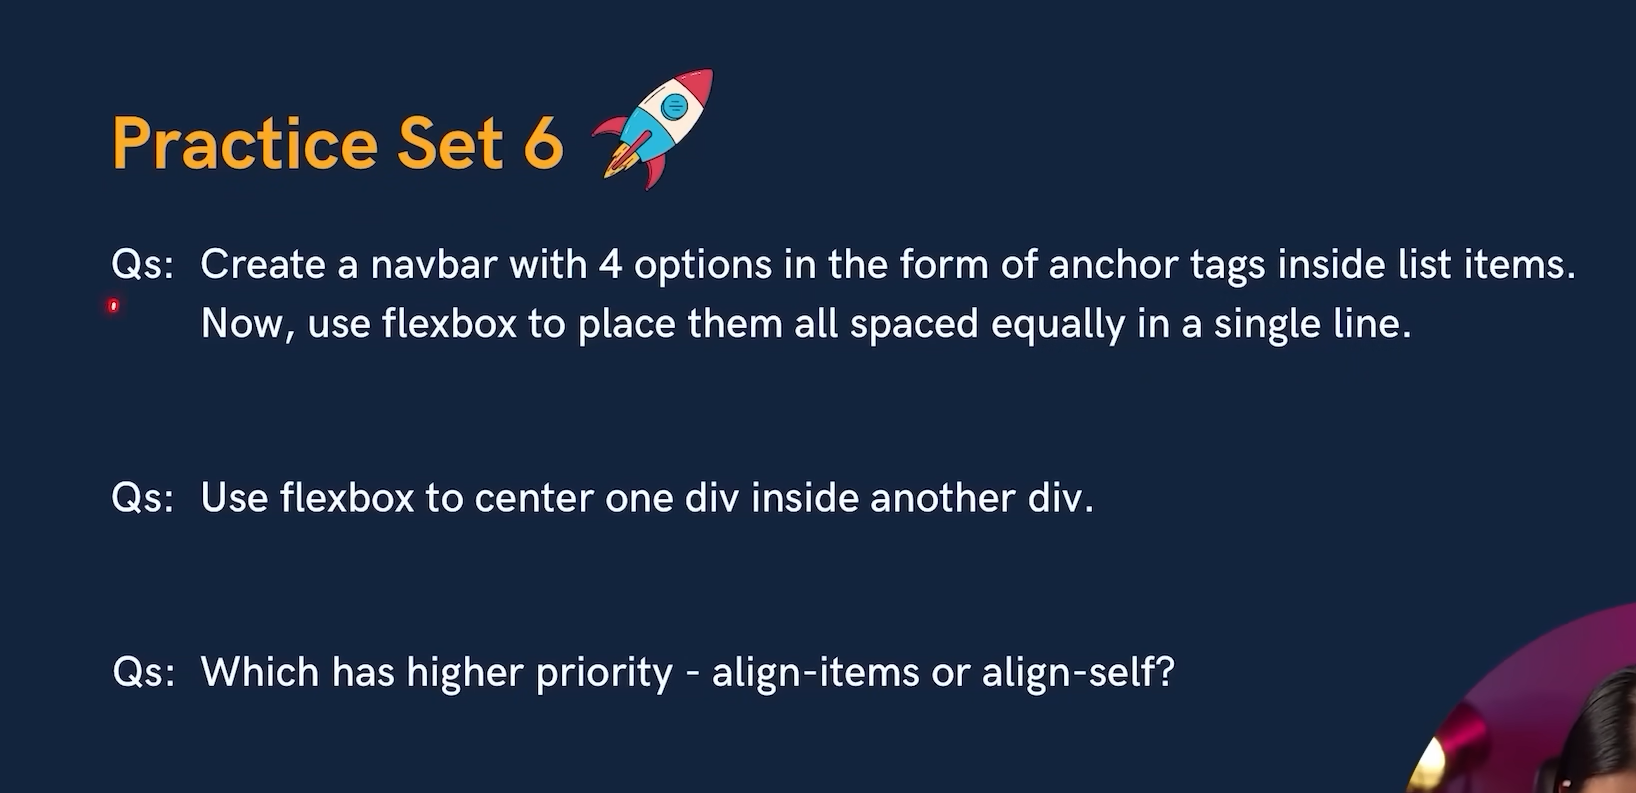 Practice Set 6
Qs: Create a navbar with 4 options in the form of anchor tags inside list items.
Now, use flexbox to place them all spaced equally in a single line.
Qs: Use flexbox to center one div inside another div.
Qs: Which has higher priority - align-items or align-self?